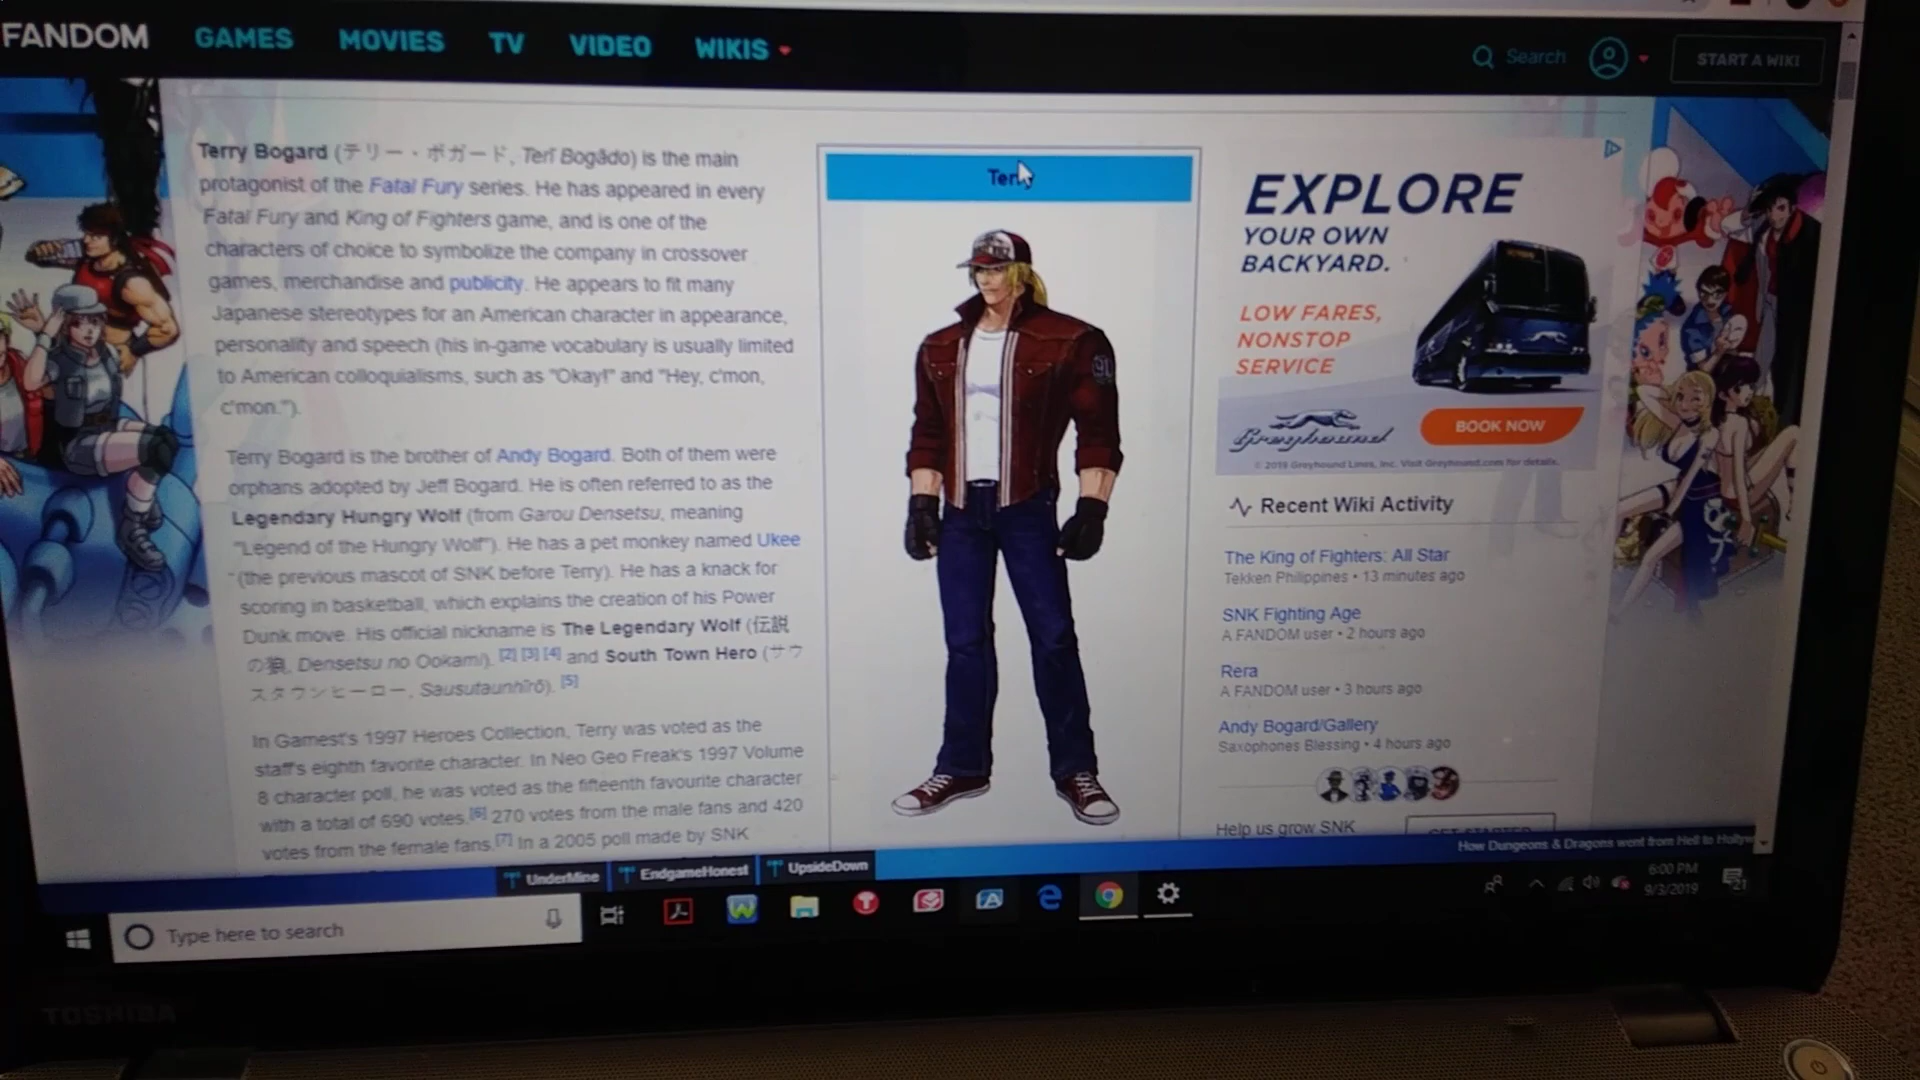 FANDOM GAMES MOVIES TV VIDEO WIKIS Search START A WIKI
Terry Bogard (テリー・ボガード, Terī Bogādo) is the main
protagonist of the Fatal Fury series. He has appeared in every
Fatal Fury and King of Fighters game, and is one of the
characters of choice to symbolize the company in crossover
games, merchandise and publicity. He appears to fit many
Japanese stereotypes for an American character in appearance,
personality and speech (his in-game vocabulary is usually limited
to American colloquialisms, such as "Okay!" and "Hey, c'mon,
c'mon.").
Terry Bogard is the brother of Andy Bogard. Both of them were
orphans adopted by Jeff Bogard. He is often referred to as the
Legendary Hungry Wolf (from Garou Densetsu, meaning
"Legend of the Hungry Wolf"). He has a pet monkey named Ukee
(the previous mascot of SNK before Terry). He has a knack for
scoring in basketball, which explains the creation of his Power
Dunk move. His official nickname is The Legendary Wolf (伝説
の狼, Densetsu no Ookami), [2] [3] [4] and South Town Hero (サウ
スタウンヒーロー, Sausutaunhīrō). [5]
In Gamest's 1997 Heroes Collection, Terry was voted as the
staff's eighth favorite character. In Neo Geo Freak's 1997 Volume
8 character poll, he was voted as the fifteenth favourite character
with a total of 690 votes.[6] 270 votes from the male fans and 420
votes from the female fans.[7] In a 2005 poll made by SNK
Terry
EXPLORE
YOUR OWN
BACKYARD.
LOW FARES,
NONSTOP
SERVICE
Greyhound
BOOK NOW
© 2019 Greyhound Lines, Inc. Visit Greyhound.com for details.
Recent Wiki Activity
The King of Fighters: All Star
Tekken Philippines • 13 minutes ago
SNK Fighting Age
A FANDOM user • 2 hours ago
Rera
A FANDOM user • 3 hours ago
Andy Bogard/Gallery
Saxophones Blessing • 4 hours ago
Help us grow SNK
GET STARTED
UnderMine EndgameHonest UpsideDown
How Dungeons & Dragons went from Hell to Hollyw
Type here to search
6:00 PM
9/3/2019
21
TOSHIBA